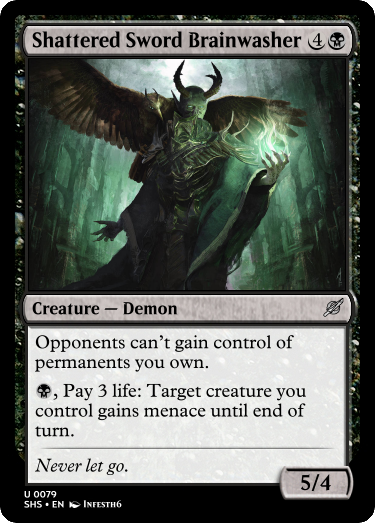 Shattered Sword Brainwasher 4
Creature — Demon
Opponents can't gain control of
permanents you own.
, Pay 3 life: Target creature you
control gains menace until end of
turn.
Never let go.
5/4
U 0079
SHS • EN Infesth6